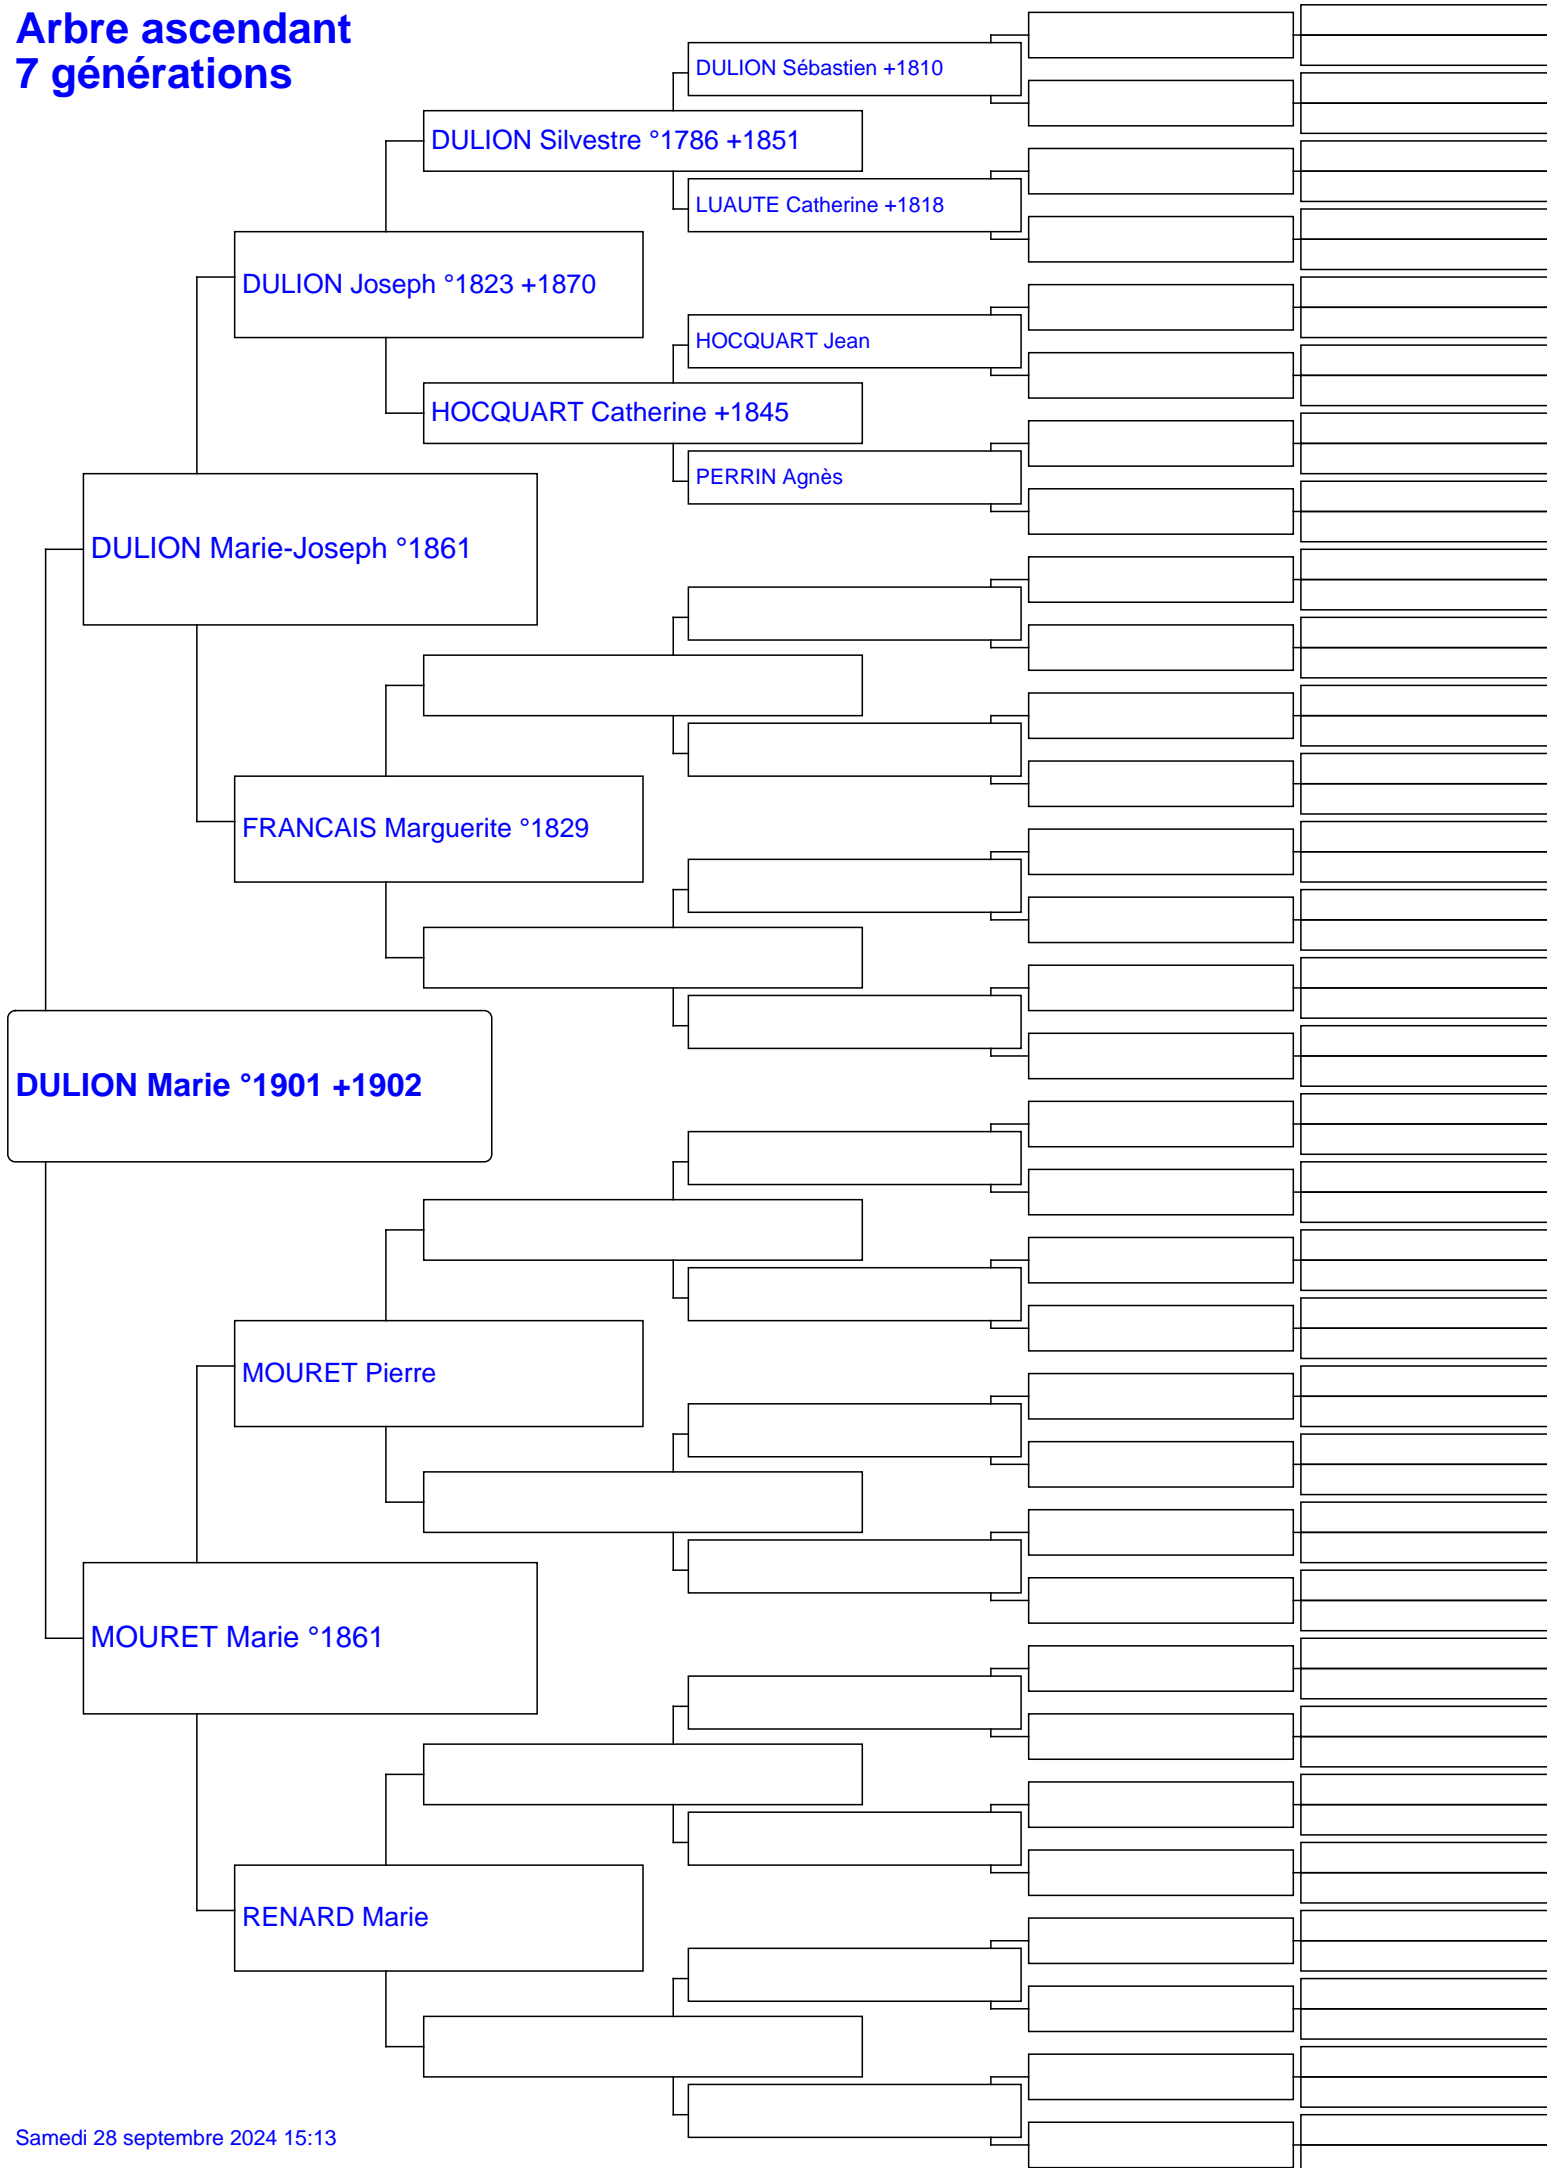 Arbre ascendant
7 générations
DULION Sébastien +1810
DULION Silvestre °1786 +1851
LUAUTE Catherine +1818
DULION Joseph °1823 +1870
HOCQUART Jean
HOCQUART Catherine +1845
PERRIN Agnès
DULION Marie-Joseph °1861
FRANCAIS Marguerite °1829
DULION Marie °1901 +1902
MOURET Pierre
MOURET Marie °1861
RENARD Marie
Samedi 28 septembre 2024 15:13